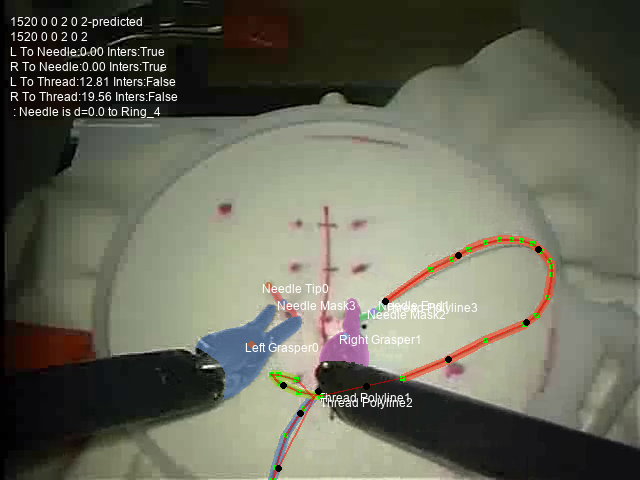 1520 0 0 2 0 2-predicted
1520 0 0 2 0 2
L To Needle:0.00 Inters:True
R To Needle:0.00 Inters:True
L To Thread:12.81 Inters:False
R To Thread:19.56 Inters:False
: Needle is d=0.0 to Ring_4
Needle Tip0
Needle Mask3
Thread Polyline3
Needle Mask2
Right Grasper1
Left Grasper0
Thread Polyline1
Thread Polyline2